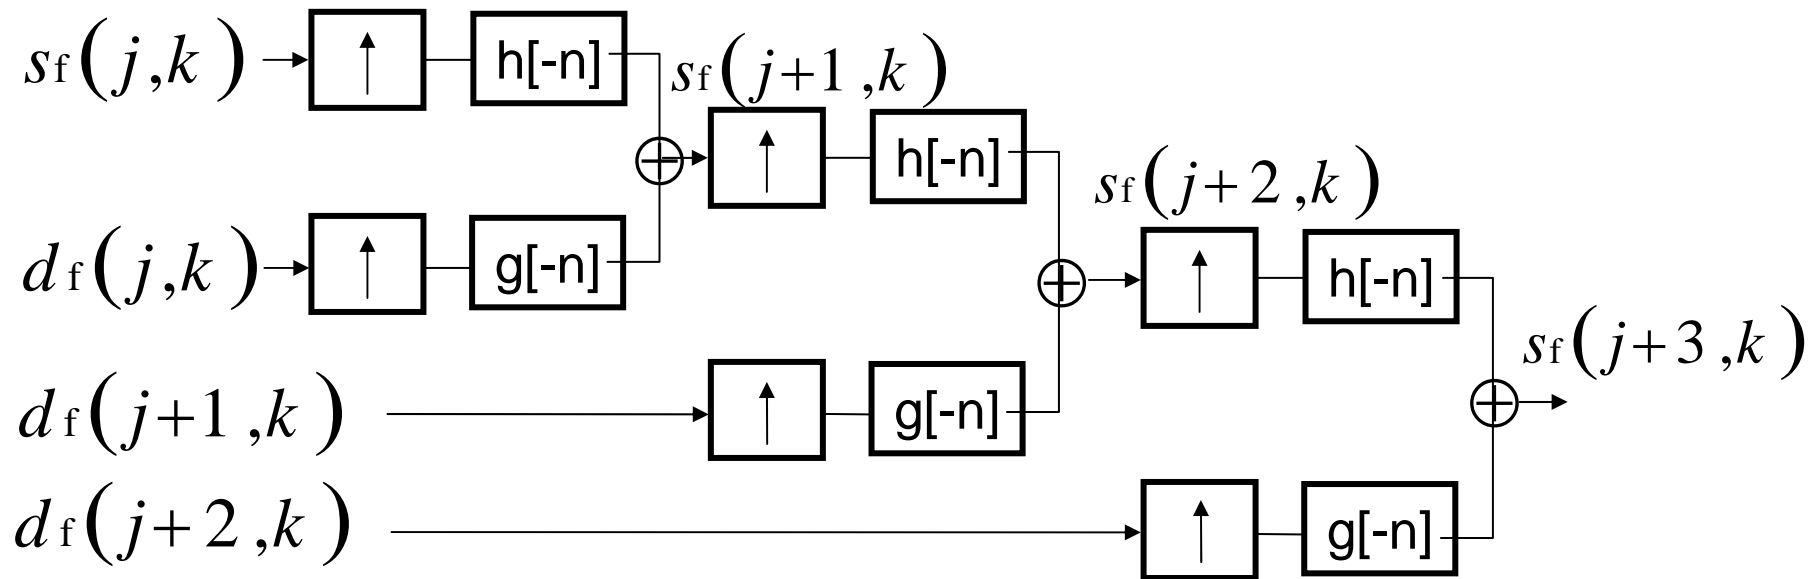 sf(j,k)
↑
h[-n]
sf(j+1,k)
↑
h[-n]
sf(j+2,k)
↑
h[-n]
df(j,k)
↑
g[-n]
sf(j+3,k)
df(j+1,k)
↑
g[-n]
df(j+2,k)
↑
g[-n]